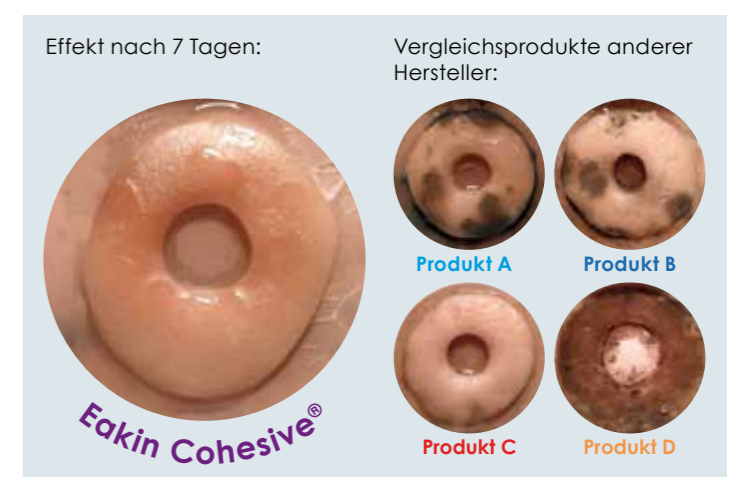 Effekt nach 7 Tagen:
Eakin Cohesive®
Vergleichsprodukte anderer
Hersteller:
Produkt A
Produkt B
Produkt C
Produkt D